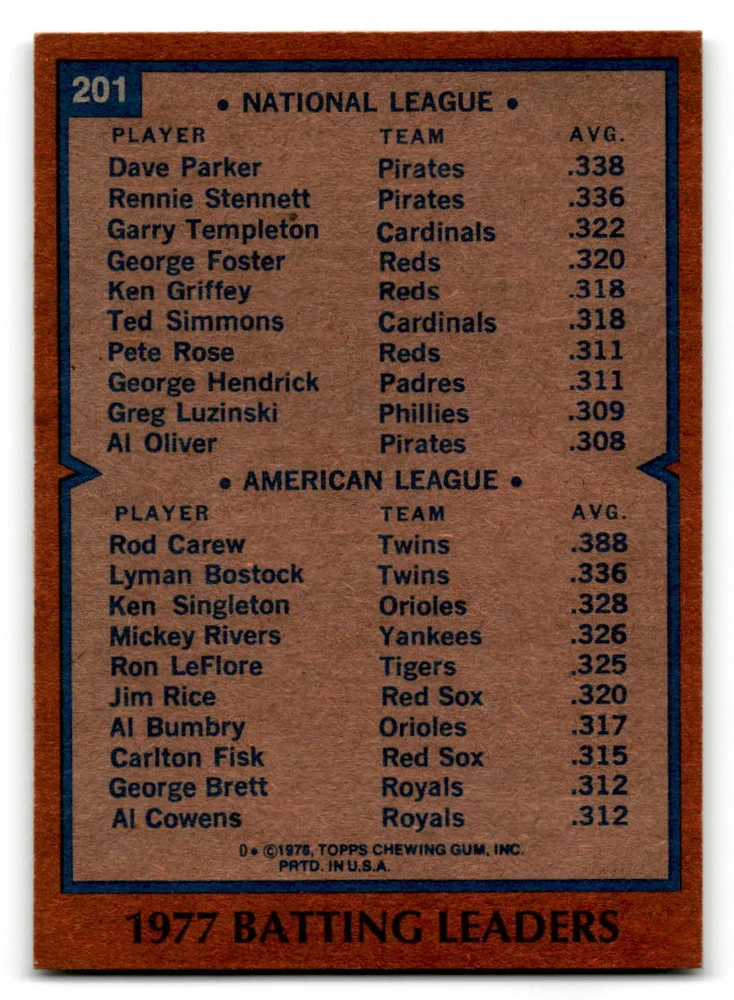 201
• NATIONAL LEAGUE •
PLAYER TEAM AVG.
Dave Parker Pirates .338
Rennie Stennett Pirates .336
Garry Templeton Cardinals .322
George Foster Reds .320
Ken Griffey Reds .318
Ted Simmons Cardinals .318
Pete Rose Reds .311
George Hendrick Padres .311
Greg Luzinski Phillies .309
Al Oliver Pirates .308
• AMERICAN LEAGUE •
PLAYER TEAM AVG.
Rod Carew Twins .388
Lyman Bostock Twins .336
Ken Singleton Orioles .328
Mickey Rivers Yankees .326
Ron LeFlore Tigers .325
Jim Rice Red Sox .320
Al Bumbry Orioles .317
Carlton Fisk Red Sox .315
George Brett Royals .312
Al Cowens Royals .312
D* ©1978, TOPPS CHEWING GUM, INC.
PRTD. IN U.S.A.
1977 BATTING LEADERS